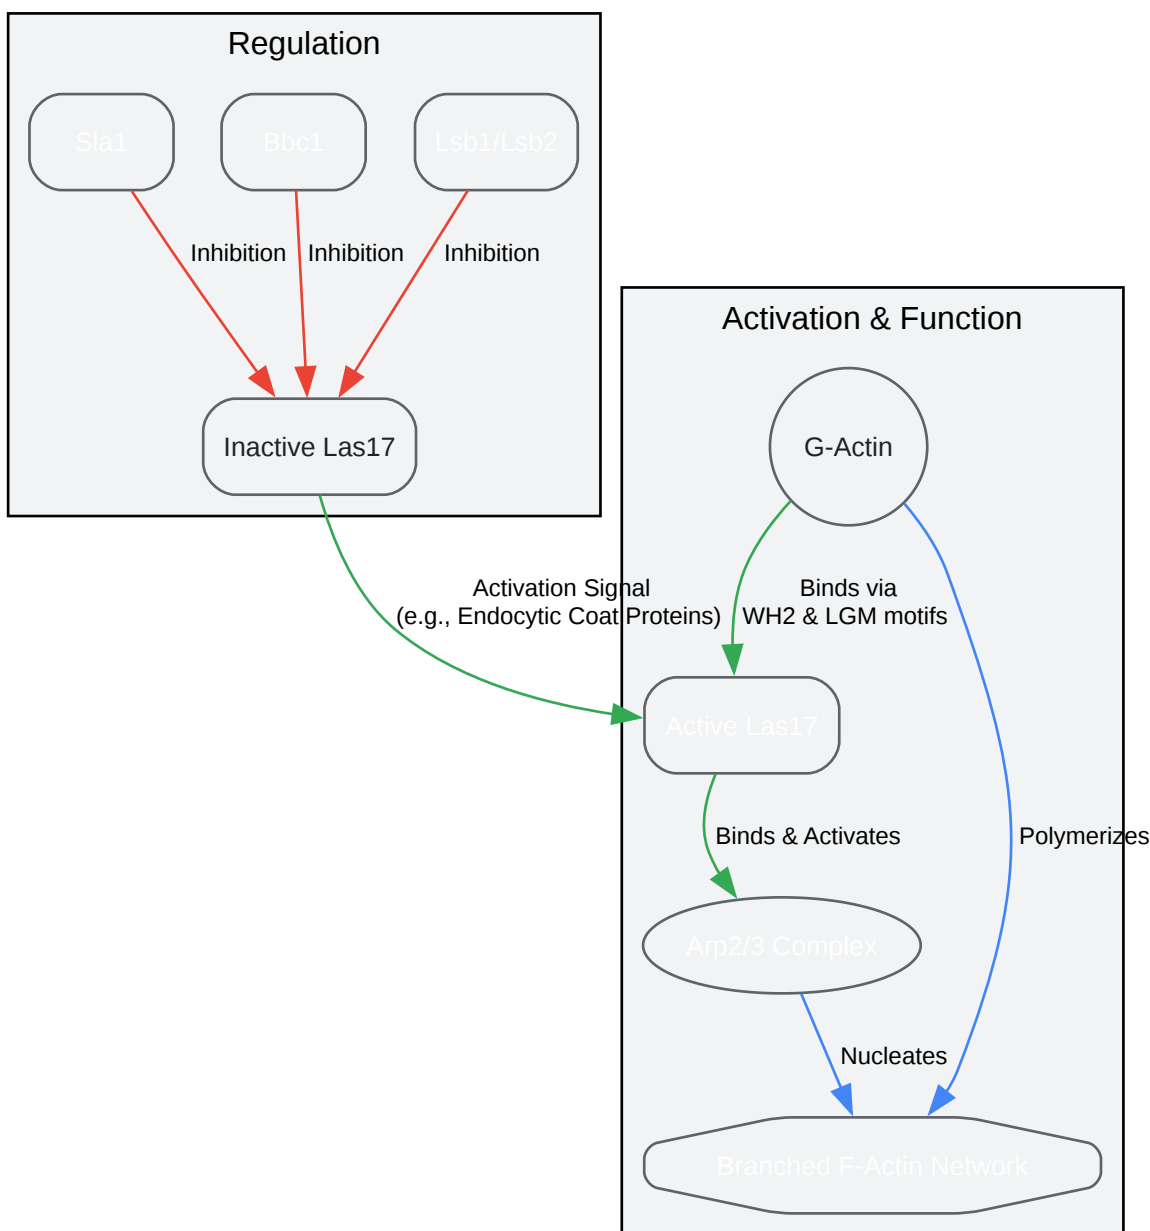 Regulation
Sla1
Bbc1
Lsb1/Lsb2
Inhibition
Inhibition
Inhibition
Inactive Las17
Activation & Function
G-Actin
Activation Signal
(e.g., Endocytic Coat Proteins)
Binds via
WH2 & LGM motifs
Active Las17
Binds & Activates
Polymerizes
Arp2/3 Complex
Nucleates
Branched F-Actin Network